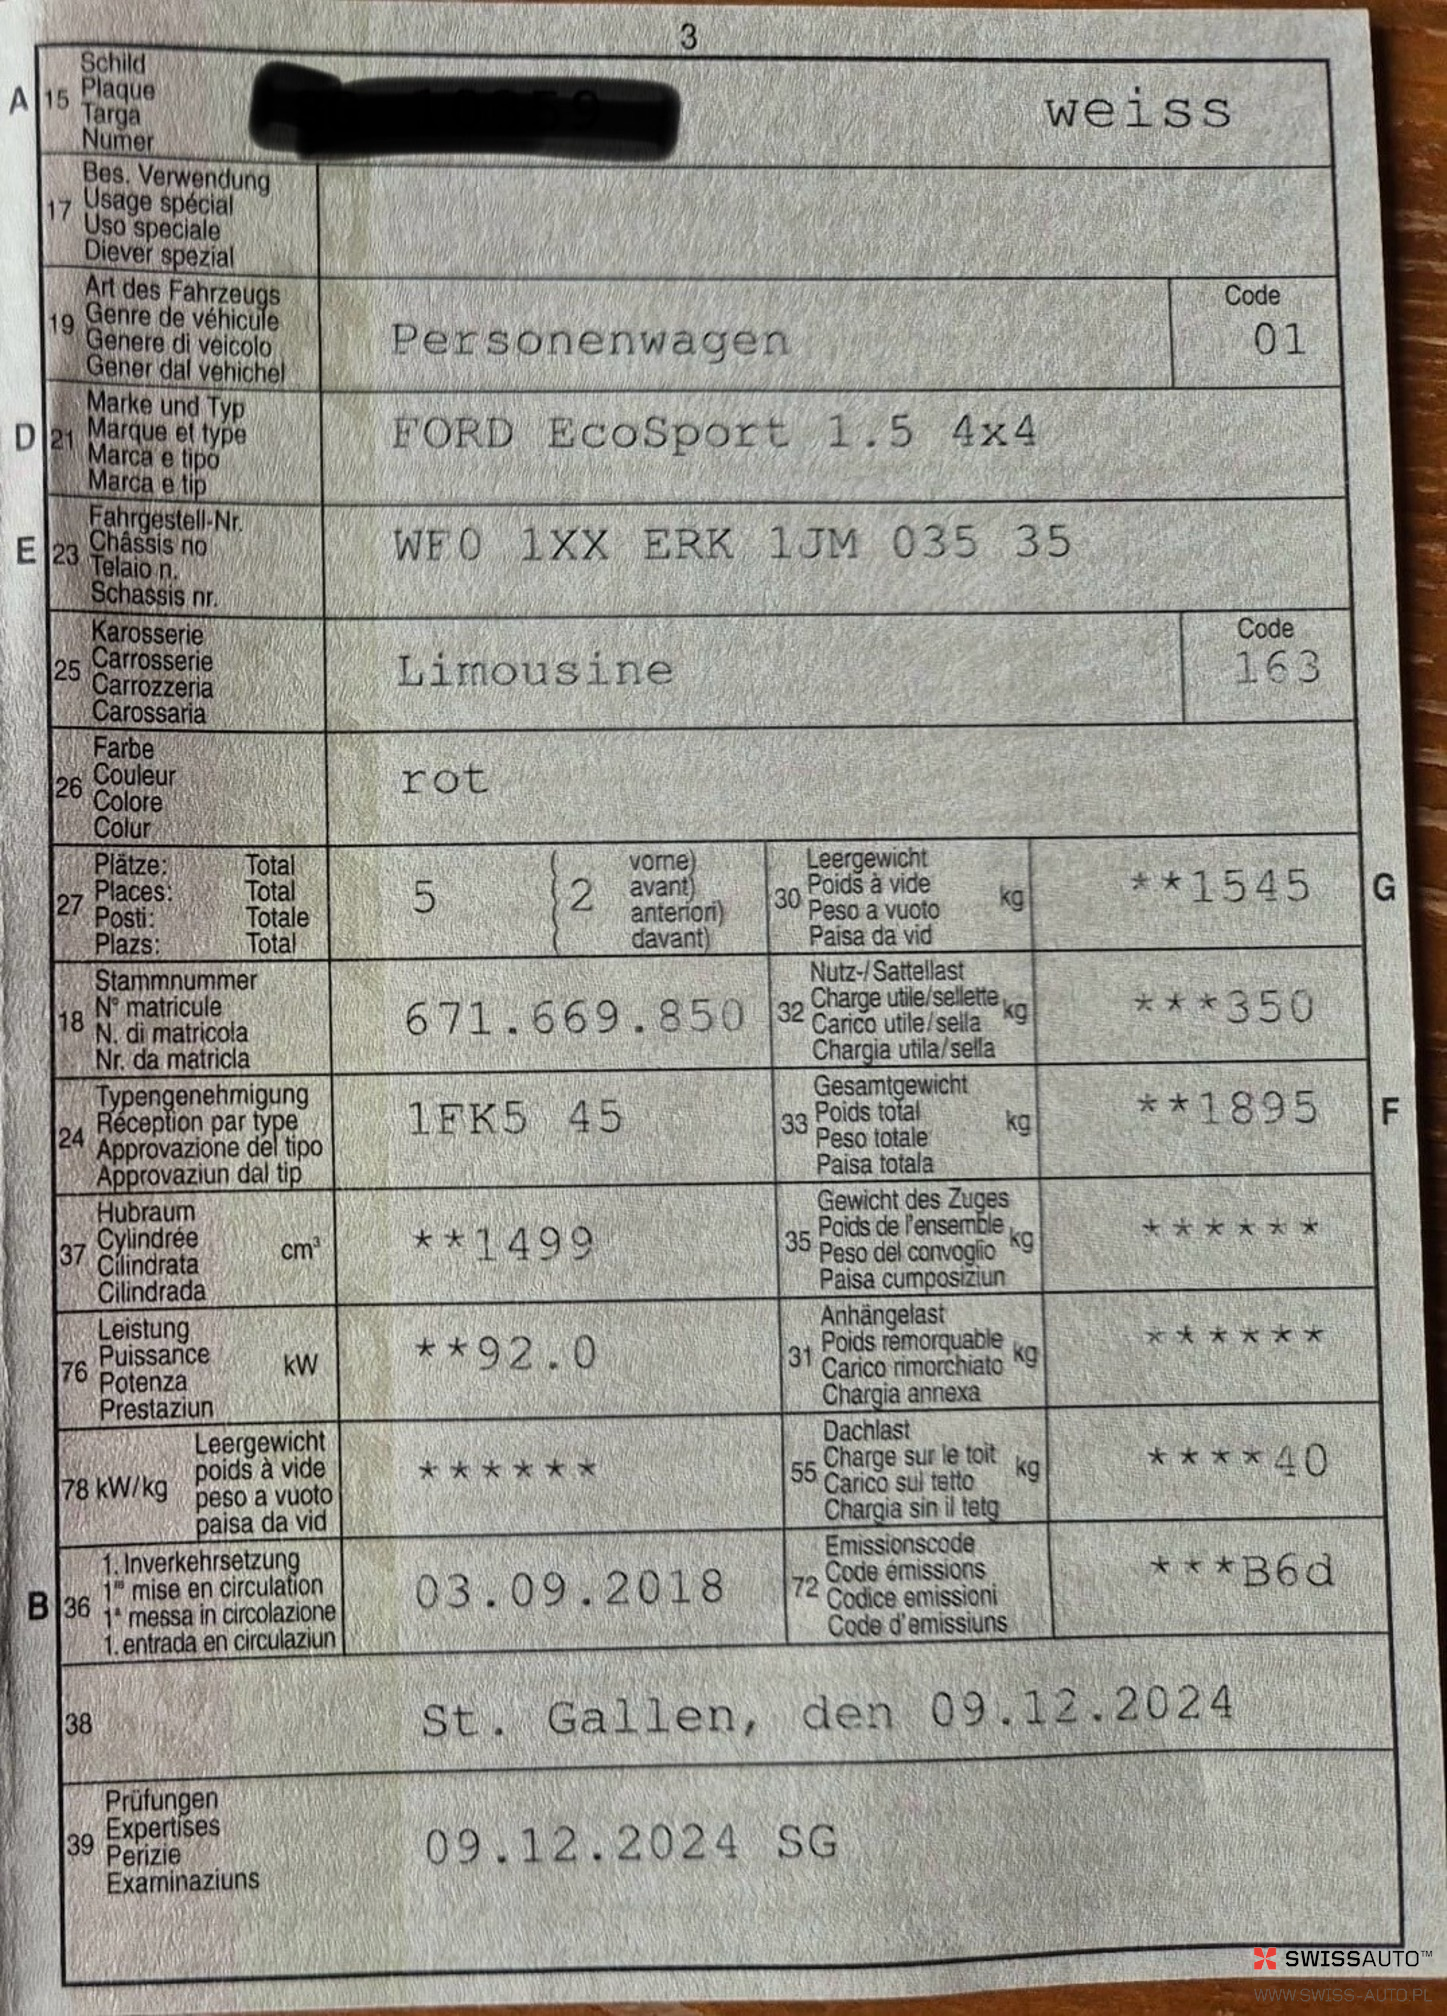 3
A 15 Schild
Plaque
Targa
Numer
weiss
17 Bes. Verwendung
Usage spécial
Uso speciale
Diever spezial
19 Art des Fahrzeugs
Genre de véhicule
Genere di veicolo
Gener dal vehichel
Personenwagen
Code
01
D 21 Marke und Typ
Marque et type
Marca e tipo
Marca e tip
FORD EcoSport 1.5 4x4
E 23 Fahrgestell-Nr.
Châssis no
Telaio n.
Schassis nr.
WF0 1XX ERK 1JM 035 35
25 Karosserie
Carrosserie
Carrozzeria
Carossaria
Limousine
Code
163
26 Farbe
Couleur
Colore
Colur
rot
27 Plätze: Total
Places: Total
Posti: Totale
Plazs: Total
5 ( 2 vorne)
avant)
anteriori)
davant)
30 Leergewicht
Poids à vide kg
Peso a vuoto
Paisa da vid
**1545 G
18 Stammnummer
N° matricule
N. di matricola
Nr. da matricla
671.669.850
32 Nutz-/Sattellast
Charge utile/sellette kg
Carico utile/sella
Chargia utila/sella
***350
24 Typengenehmigung
Réception par type
Approvazione del tipo
Approvaziun dal tip
1FK5 45
33 Gesamtgewicht
Poids total kg
Peso totale
Paisa totala
**1895 F
37 Hubraum
Cylindrée cm³
Cilindrata
Cilindrada
**1499
35 Gewicht des Zuges
Poids de l'ensemble kg
Peso del convoglio
Paisa cumposiziun
******
76 Leistung
Puissance kW
Potenza
Prestaziun
**92.0
31 Anhängelast
Poids remorquable kg
Carico rimorchiato
Chargia annexa
******
78 kW/kg Leergewicht
poids à vide
peso a vuoto
paisa da vid
******
55 Dachlast
Charge sur le toit kg
Carico sul tetto
Chargia sin il tetg
****40
B 36 1. Inverkehrsetzung
1re mise en circulation
1a messa in circolazione
1. entrada en circulaziun
03.09.2018
72 Emissionscode
Code émissions
Codice emissioni
Code d'emissiuns
***B6d
38 St. Gallen, den 09.12.2024
39 Prüfungen
Expertises
Perizie
Examinaziuns
09.12.2024 SG
SWISSAUTO™
WWW.SWISS-AUTO.PL